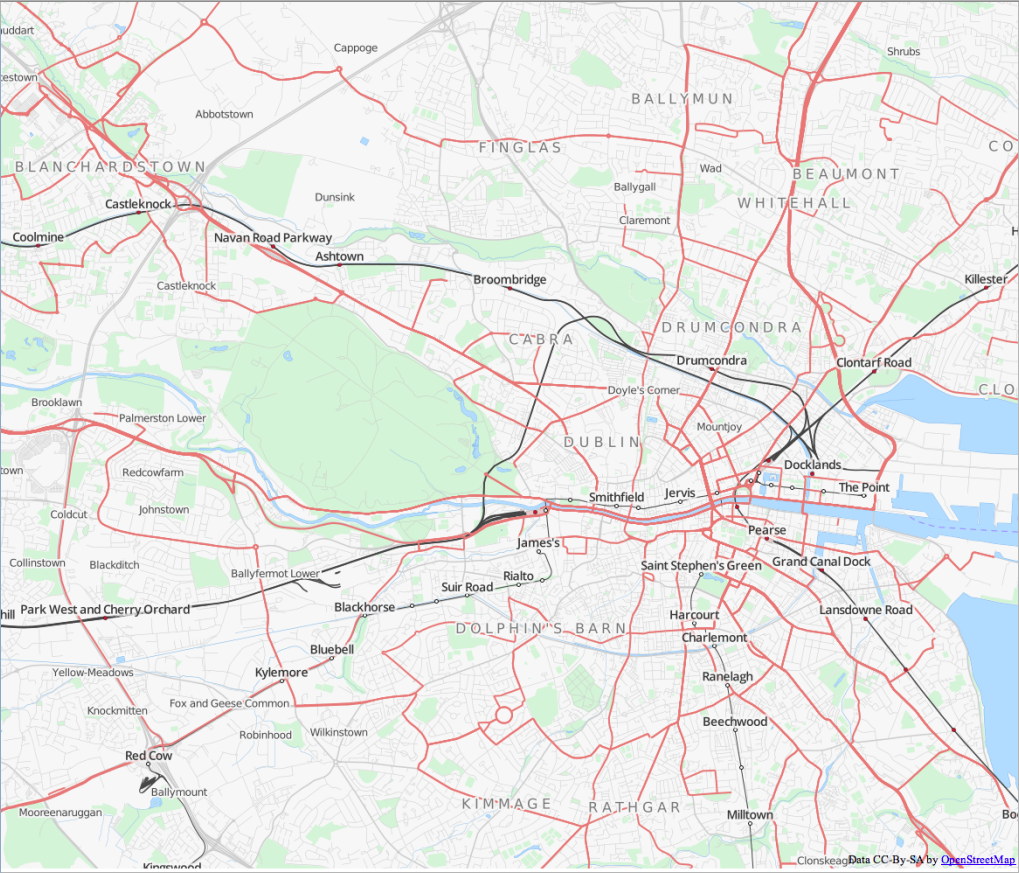 uddart
Cappoge
Shrubs
cestown
BALLYMUN
Abbotstown
FINGLAS
CO
BLANCHARDSTOWN
Wad
BEAUMONT
Ballygall
Dunsink
Castleknock
WHITEHALL
Claremont
Coolmine
Navan Road Parkway
H
Ashtown
Broombridge
Killester
Castleknock
DRUMCONDRA
CABRA
Drumcondra
Clontarf Road
Doyle's Corner
CLO
Brooklawn
Palmerston Lower
Mountjoy
DUBLIN
town
Redcowfarm
Docklands
The Point
Smithfield
Jervis
Johnstown
Coldcut
Pearse
James's
Collinstown
Blackditch
Saint Stephen's Green
Grand Canal Dock
Ballyfermot Lower
Rialto
Suir Road
hill
Park West and Cherry Orchard
Blackhorse
Harcourt
Lansdowne Road
DOLPHIN'S BARN
Charlemont
Bluebell
Yellow-Meadows
Kylemore
Ranelagh
Fox and Geese Common
Knockmitten
Beechwood
Robinhood
Wilkinstown
Red Cow
Ballymount
KIMMAGE
RATHGAR
Mooreenaruggan
Milltown
Bo
Kingswood
Clonskeagh
Data CC-By-SA by OpenStreetMap